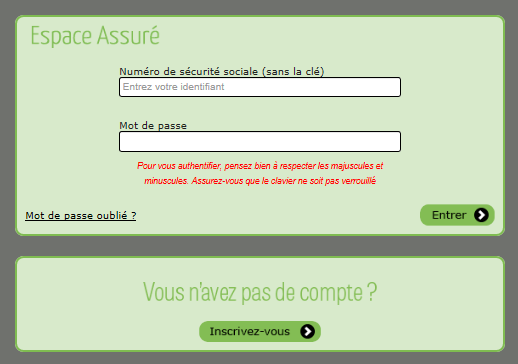 Espace Assuré
Numéro de sécurité sociale (sans la clé)
Entrez votre identifiant
Mot de passe
Pour vous authentifier, pensez bien à respecter les majuscules et
minuscules. Assurez-vous que le clavier ne soit pas verrouillé
Mot de passe oublié ?
Entrer
Vous n'avez pas de compte ?
Inscrivez-vous